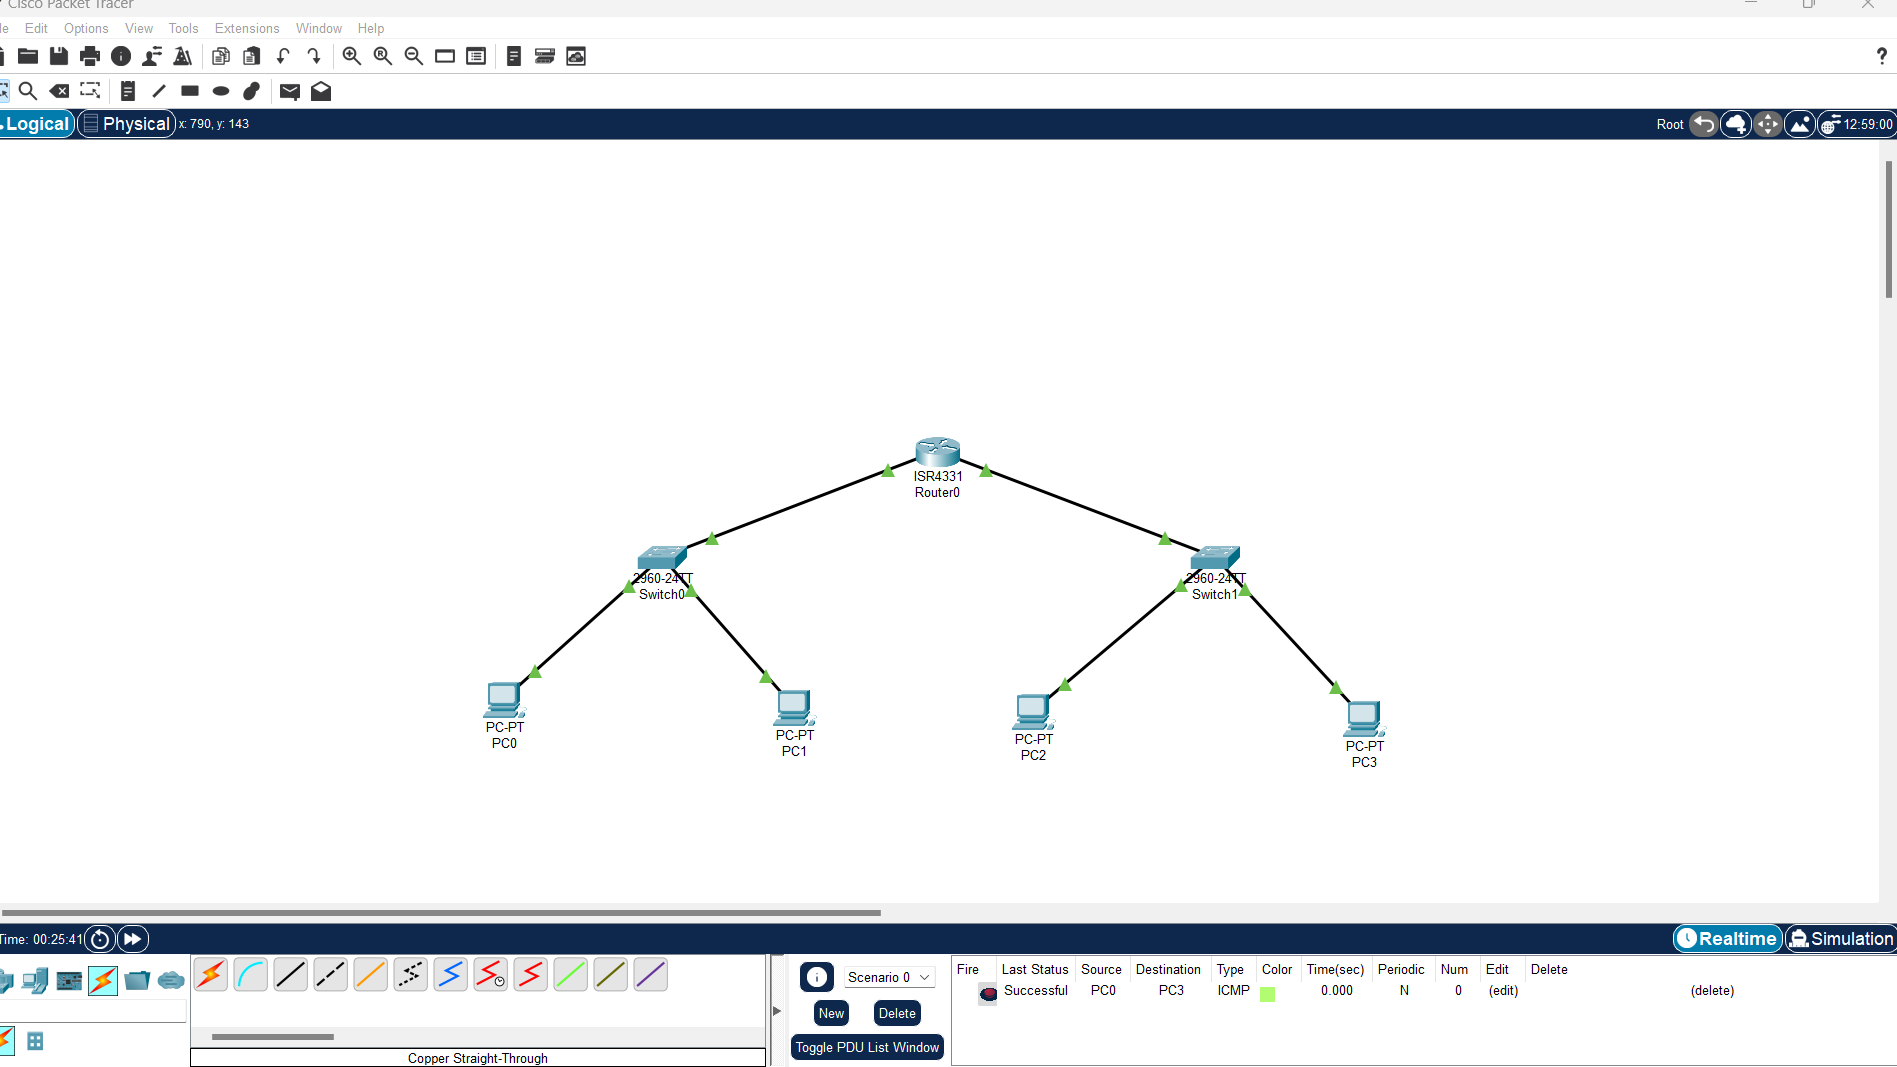 Cisco Packet Tracer
le Edit Options View Tools Extensions Window Help
?
Logical Physical x: 790, y: 143 Root 12:59:00
ISR4331
Router0
2960-24TT
Switch0
2960-24TT
Switch1
PC-PT
PC0
PC-PT
PC1
PC-PT
PC2
PC-PT
PC3
Time: 00:25:41 Realtime Simulation
Scenario 0
New Delete
Toggle PDU List Window
Fire Last Status Source Destination Type Color Time(sec) Periodic Num Edit Delete
Successful PC0 PC3 ICMP 0.000 N 0 (edit) (delete)
Copper Straight-Through